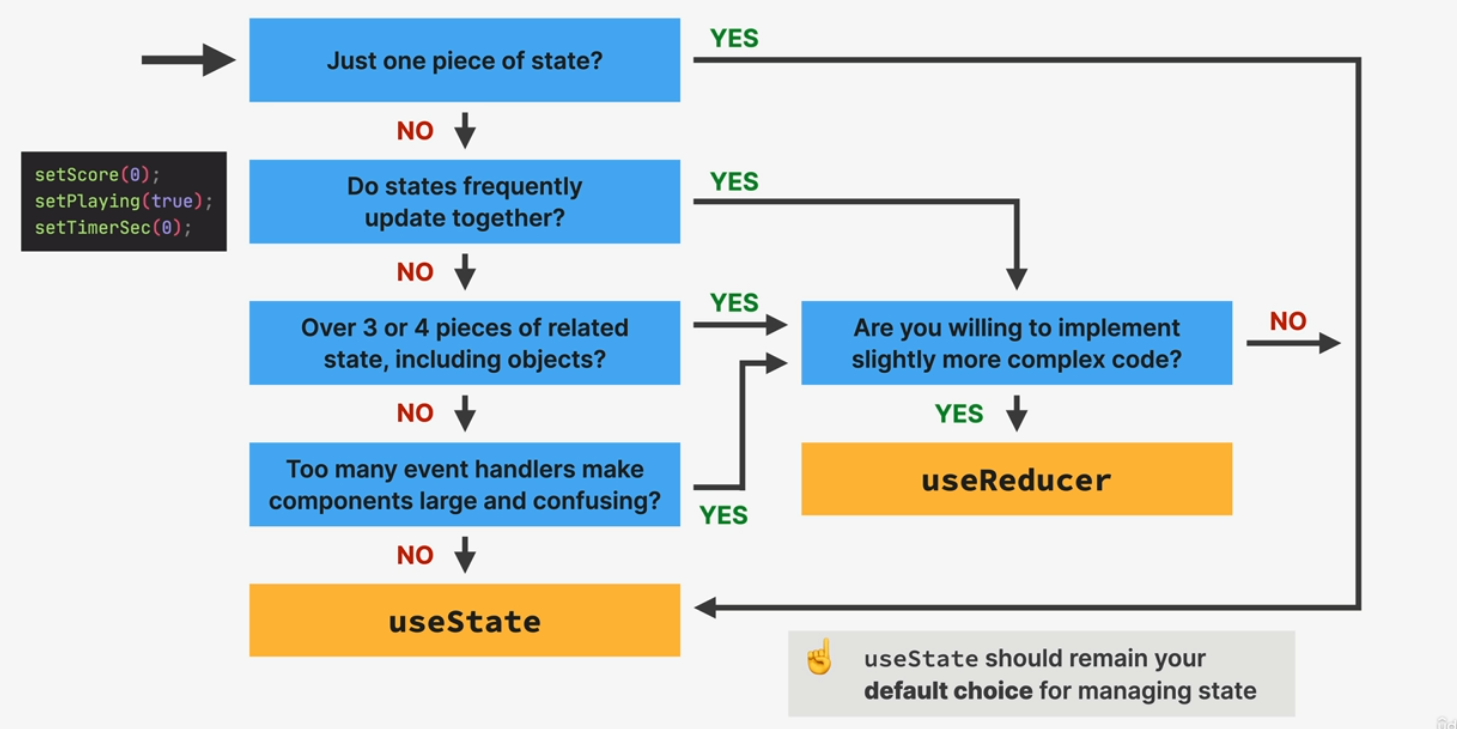 Just one piece of state?
YES
NO
setScore(0);
setPlaying(true);
setTimerSec(0);
Do states frequently
update together?
YES
NO
Over 3 or 4 pieces of related
state, including objects?
YES
Are you willing to implement
slightly more complex code?
NO
NO
YES
Too many event handlers make
components large and confusing?
YES
useReducer
NO
useState
useState should remain your
default choice for managing state